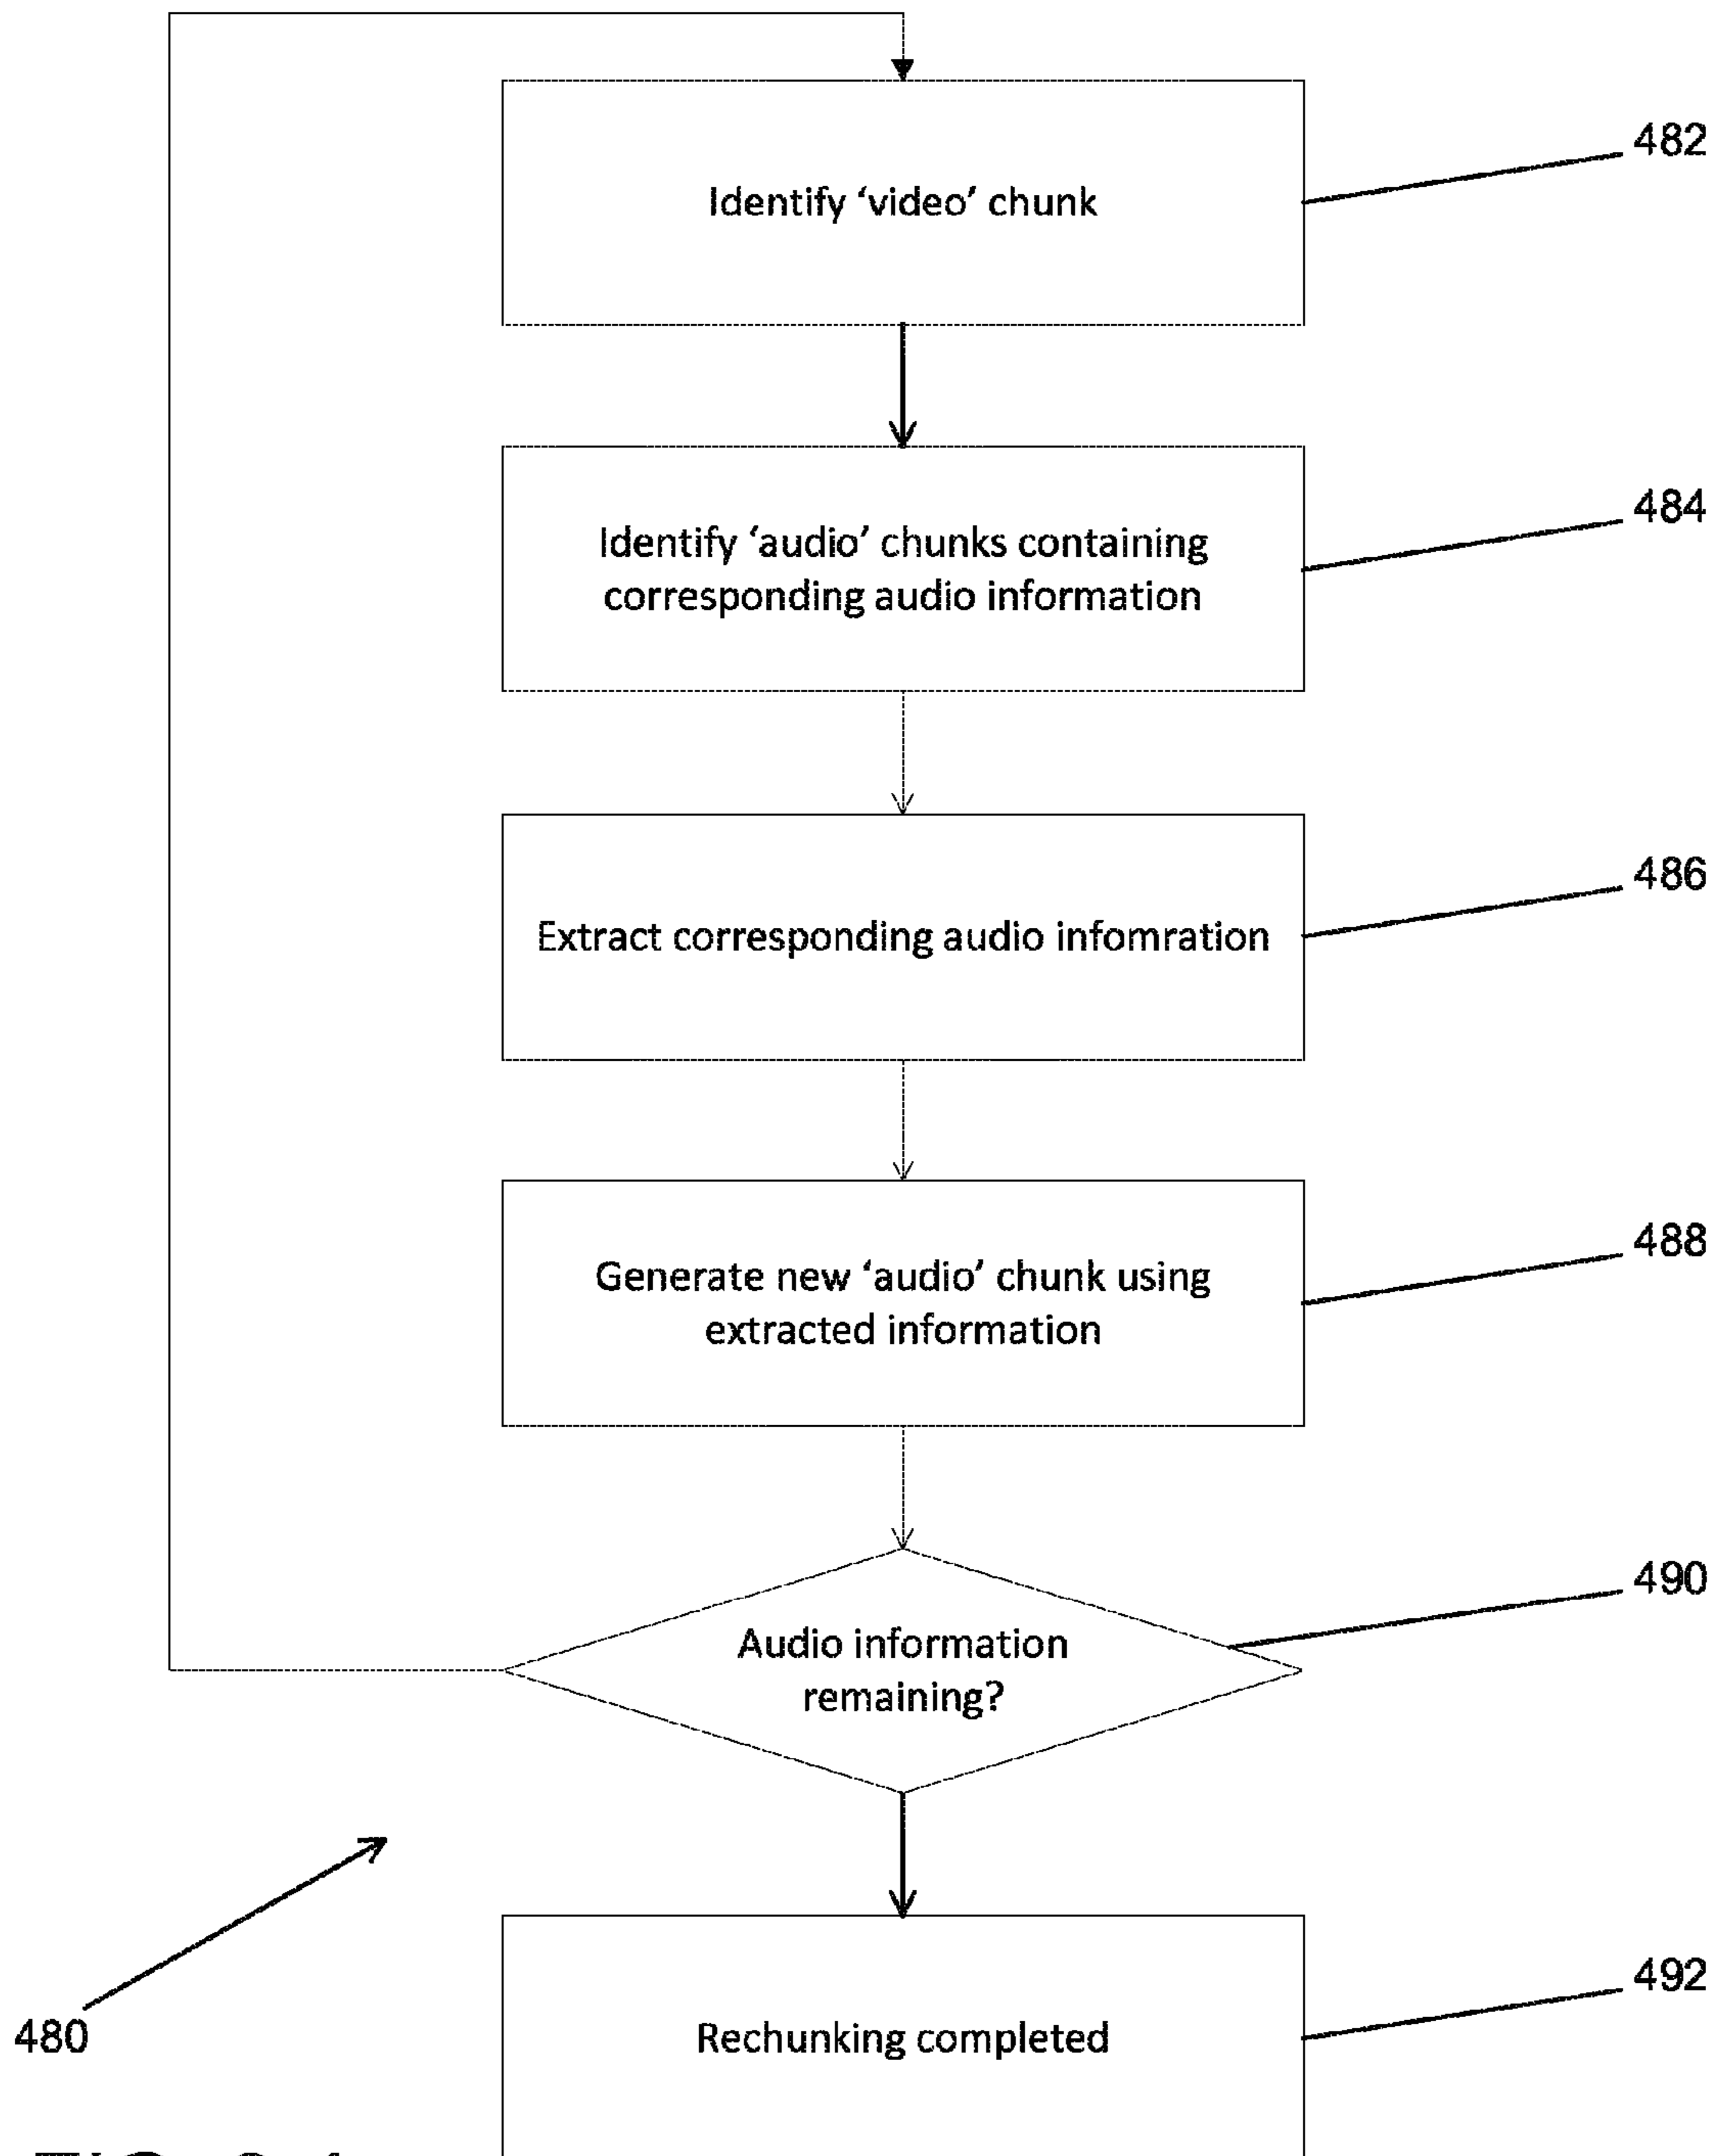 482
Identify ‘video’ chunk
484
Identify ‘audio’ chunks containing
corresponding audio information
486
Extract corresponding audio infomration
488
Generate new ‘audio’ chunk using
extracted information
490
Audio information
remaining?
480
492
Rechunking completed